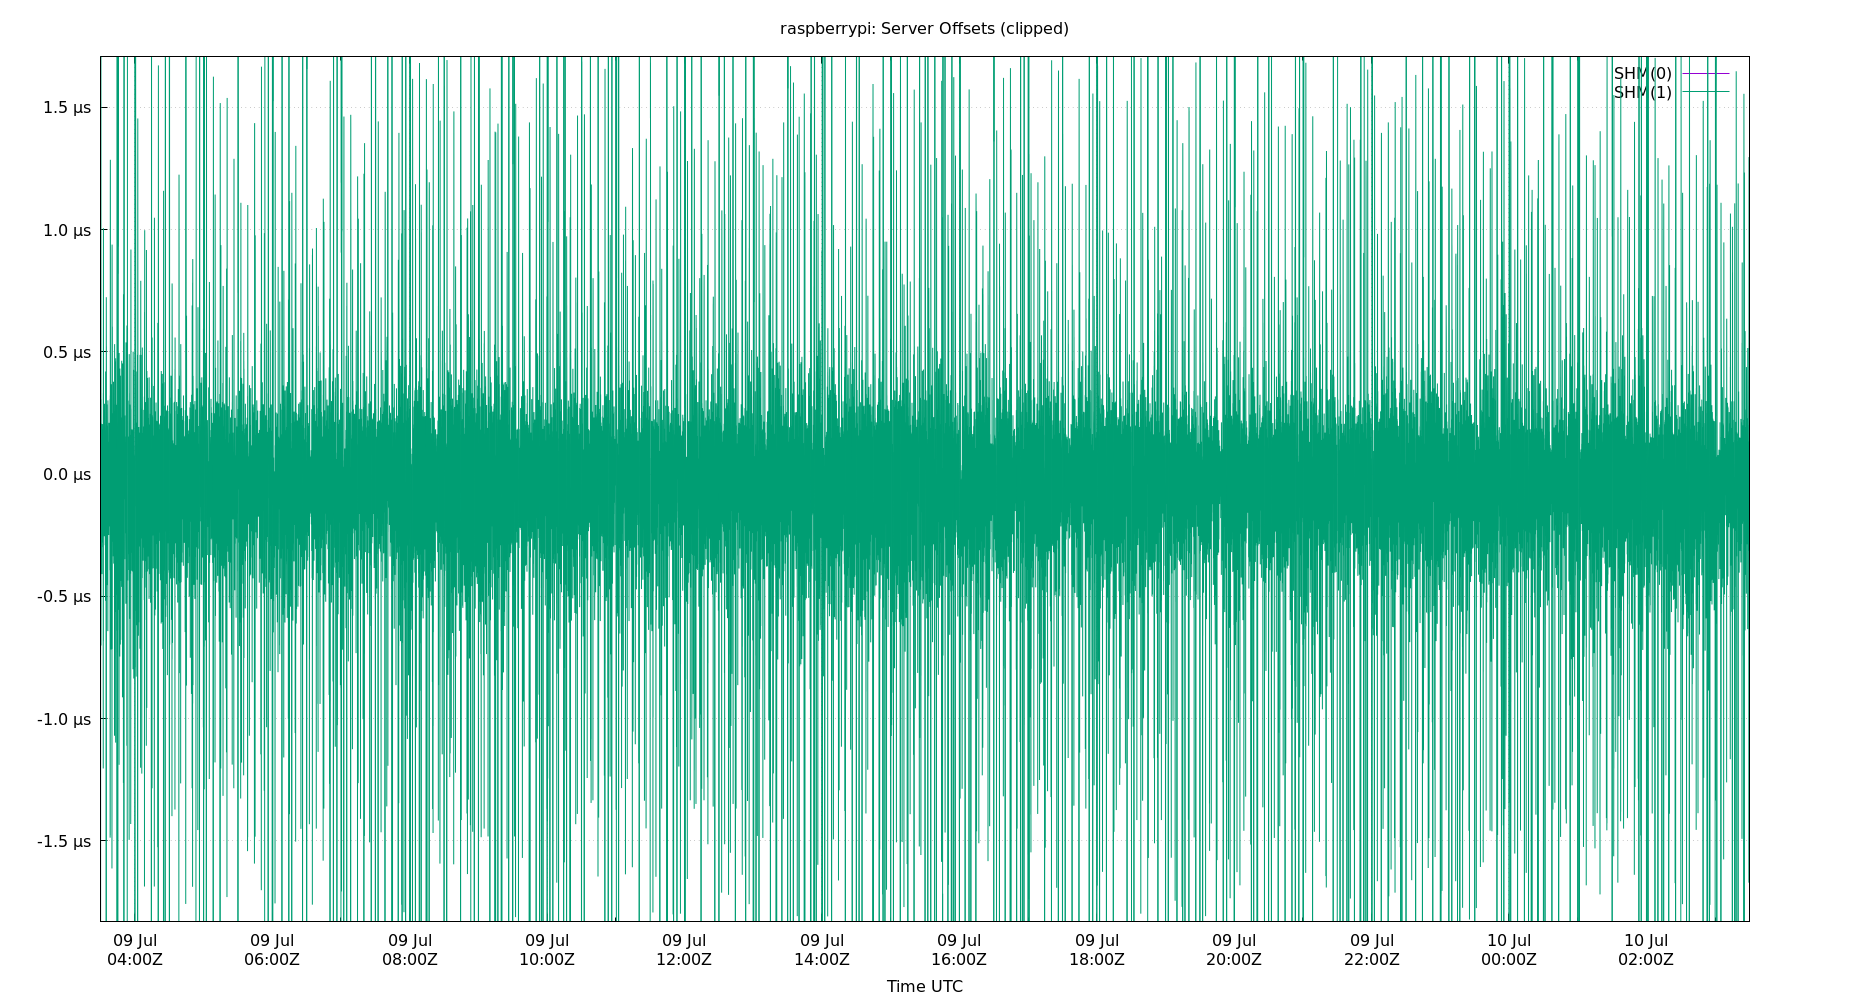 raspberrypi: Server Offsets (clipped)
SHM(0)
SHM(1)
1.5 μs
1.0 μs
0.5 μs
0.0 μs
-0.5 μs
-1.0 μs
-1.5 μs
09 Jul 09 Jul 09 Jul 09 Jul 09 Jul 09 Jul 09 Jul 09 Jul 09 Jul 09 Jul 10 Jul 10 Jul
04:00Z 06:00Z 08:00Z 10:00Z 12:00Z 14:00Z 16:00Z 18:00Z 20:00Z 22:00Z 00:00Z 02:00Z
Time UTC